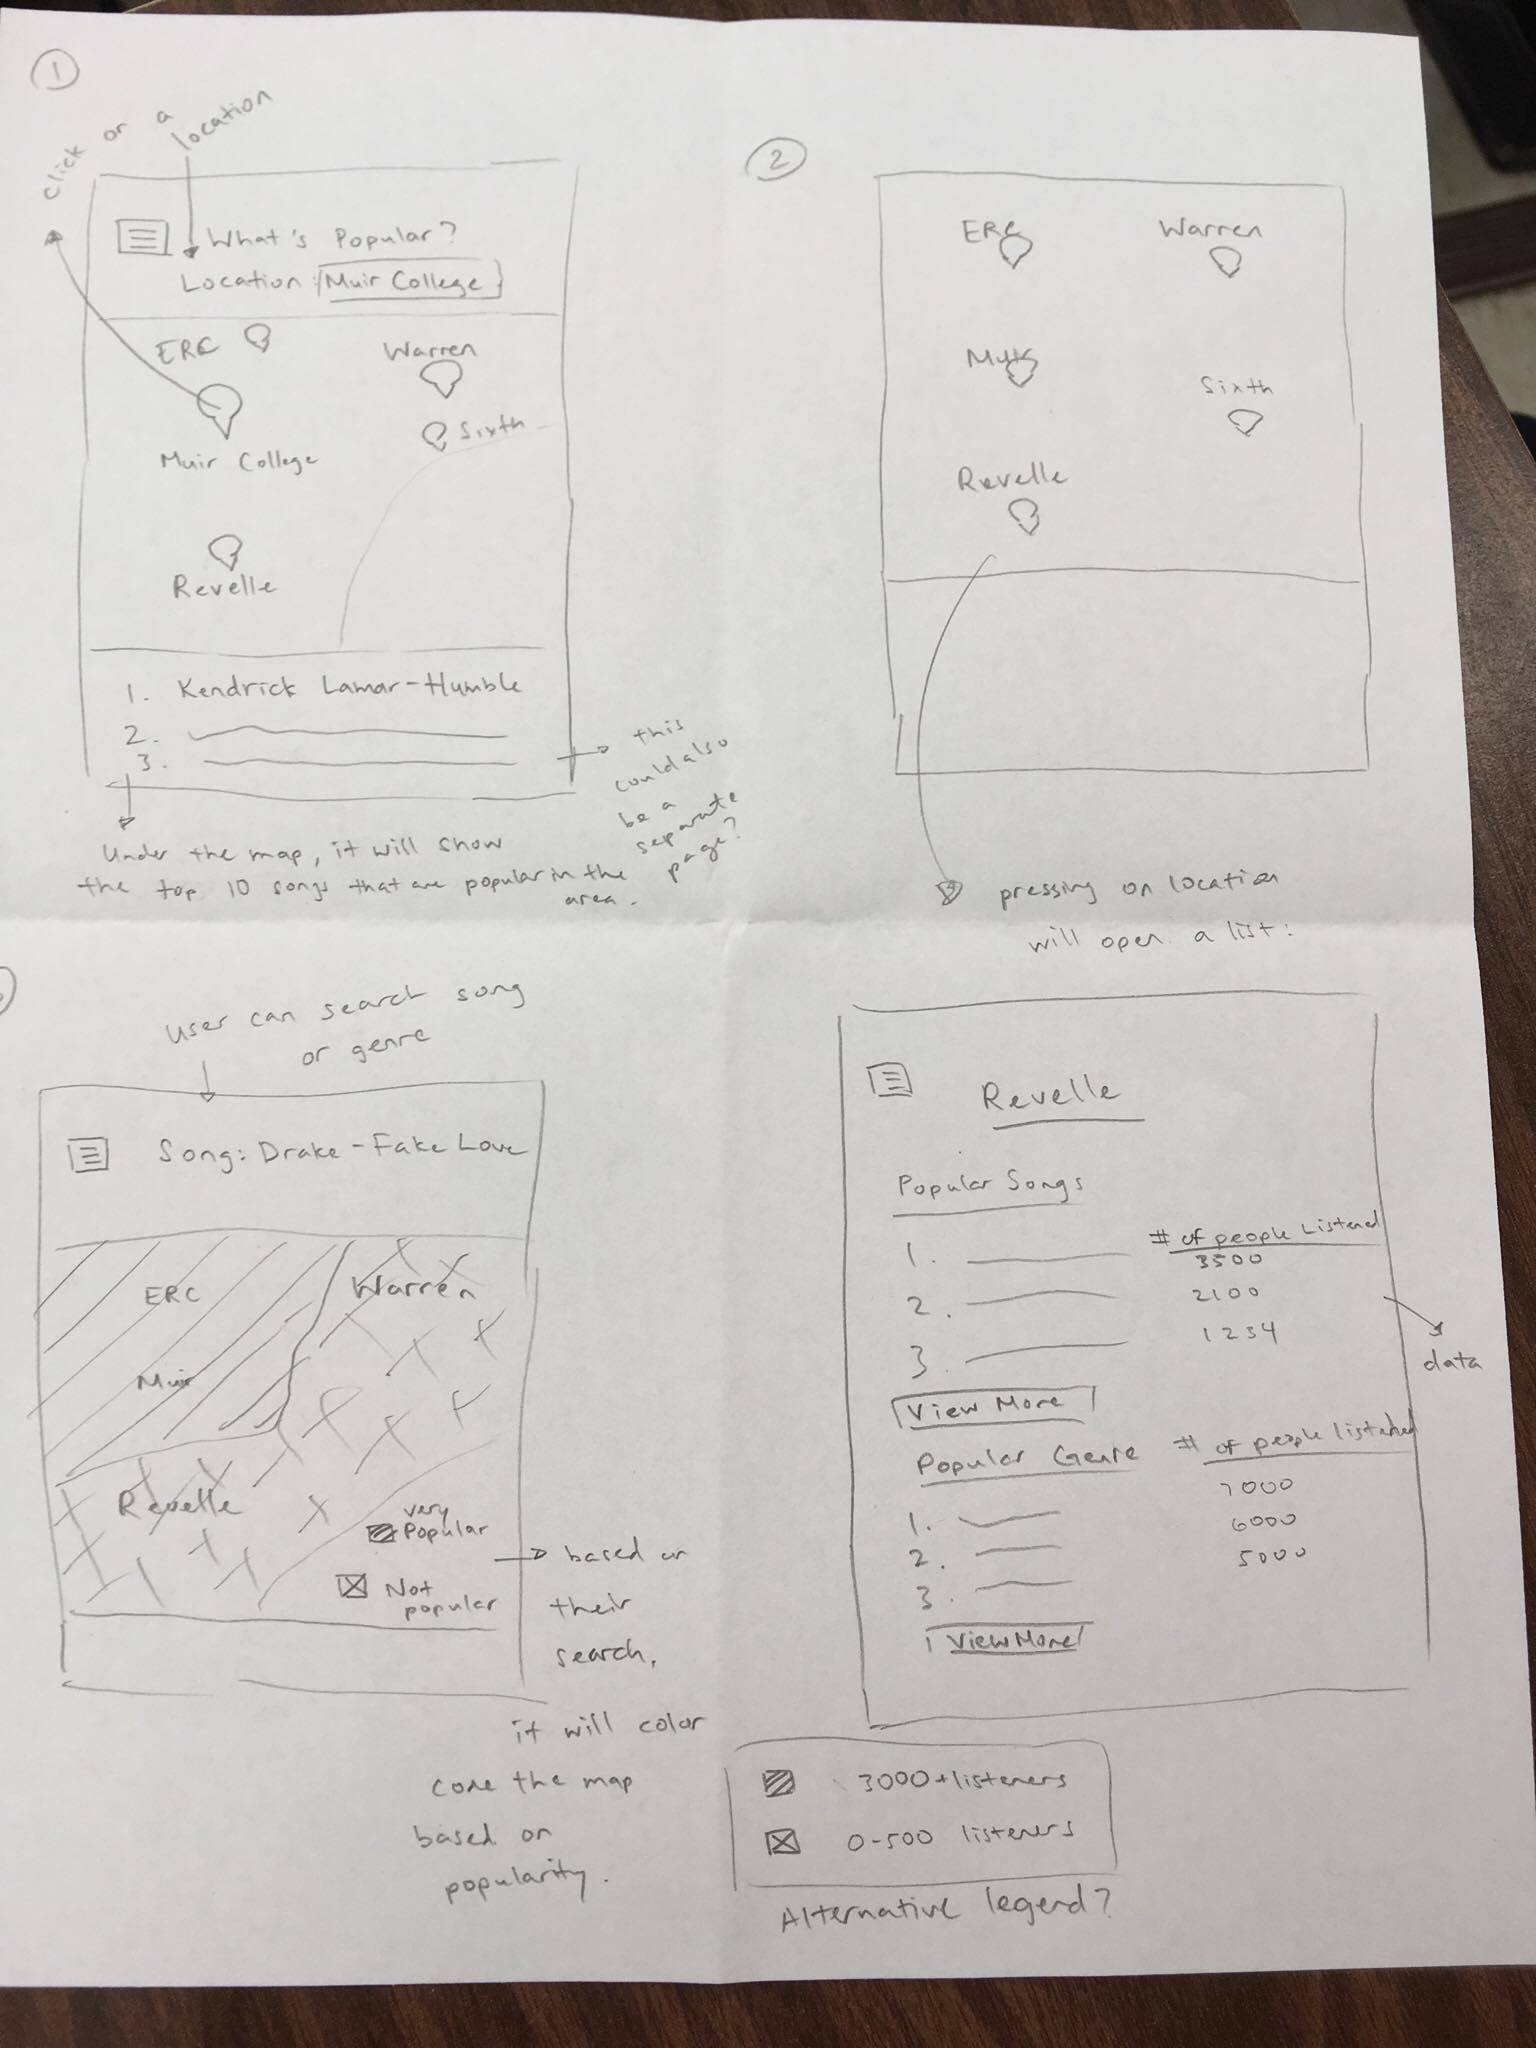 1
click or a
location
What's Popular?
Location: Muir College
ERC
Warren
Sixth
Muir College
Revelle
1. Kendrick Lamar - Humble
2.
3.
this
could also
be a
separate
page?
Under the map, it will show
the top 10 songs that are popular in the
area.
2
ERC
Warren
Muir
Sixth
Revelle
pressing on location
will open a list:
User can search song
or genre
Song: Drake - Fake Love
ERC
Warren
Muir
Revelle
very
Popular
Not
popular
based on
their
search,
it will color
code the map
based on
popularity.
Revelle
Popular Songs
# of people Listened
1. 3500
2. 2100
3. 1234
data
View More
Popular Genre # of people listened
1. 7000
2. 6000
3. 5000
View More
3000+ listeners
0-500 listeners
Alternative legend?